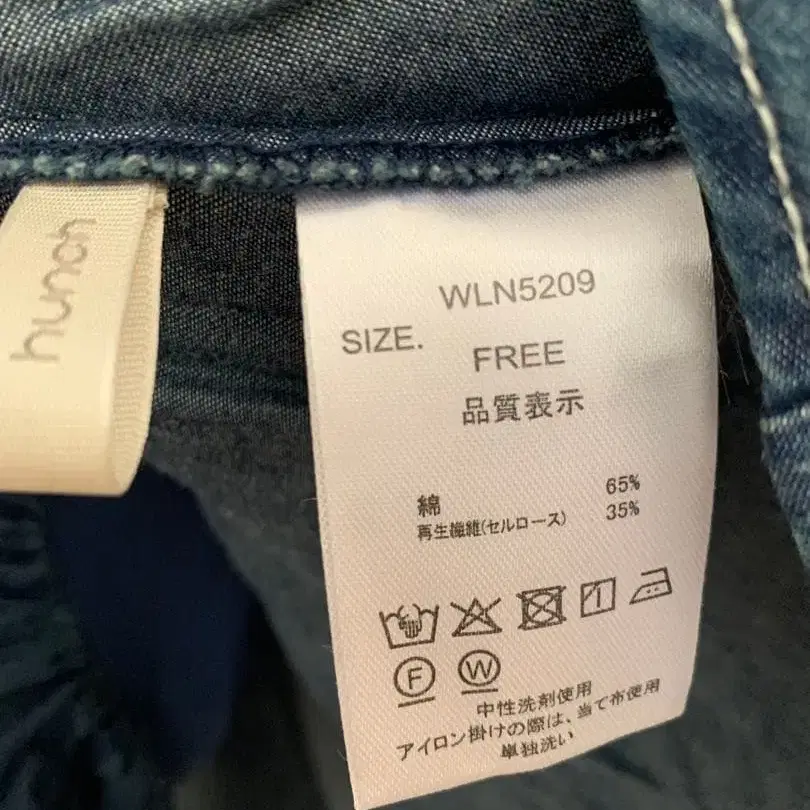 hunch
WLN5209
SIZE.
FREE
品質表示
綿 65%
再生繊維(セルロース) 35%
F W
中性洗剤使用
アイロン掛けの際は、当て布使用
単独洗い